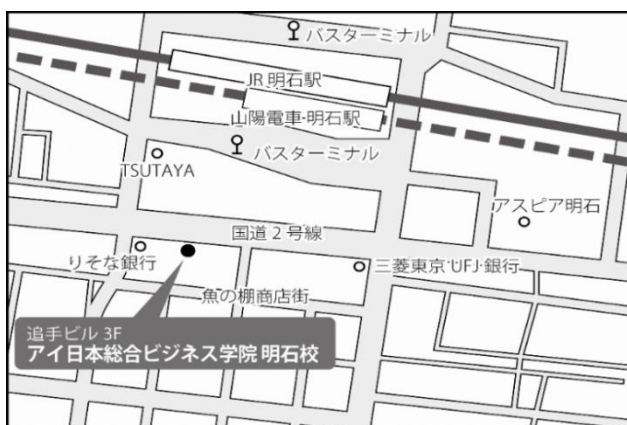 バスターミナル
JR 明石駅
山陽電車・明石駅
バスターミナル
TSUTAYA
アスピア明石
国道 2 号線
りそな銀行
三菱東京 UFJ 銀行
魚の棚商店街
追手ビル 3F
アイ日本総合ビジネス学院 明石校